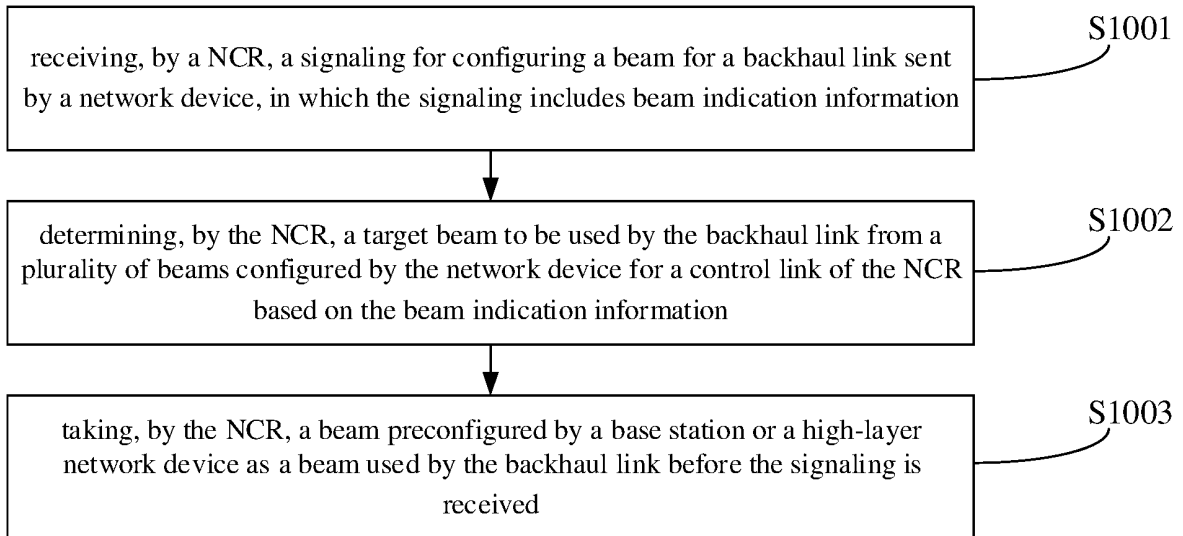 S1001
receiving, by a NCR, a signaling for configuring a beam for a backhaul link sent
by a network device, in which the signaling includes beam indication information
S1002
determining, by the NCR, a target beam to be used by the backhaul link from a
plurality of beams configured by the network device for a control link of the NCR
based on the beam indication information
S1003
taking, by the NCR, a beam preconfigured by a base station or a high-layer
network device as a beam used by the backhaul link before the signaling is
received